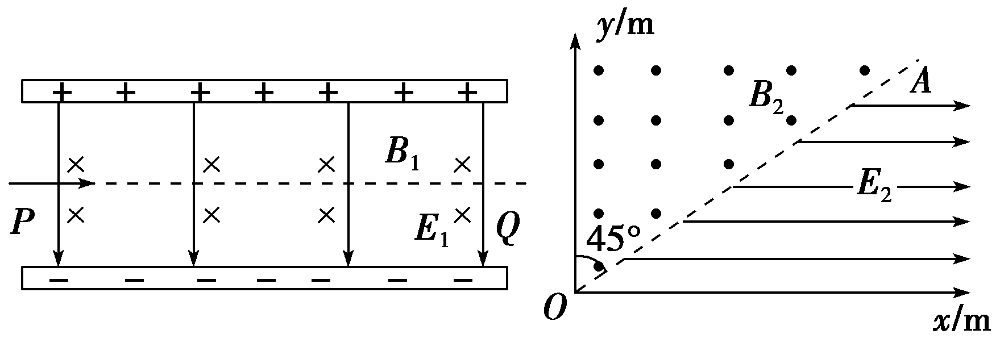 y/m
+ + + + + + +
B₂
A
B₁
E₂
P
E₁
Q
45°
− − − − − − −
O
x/m